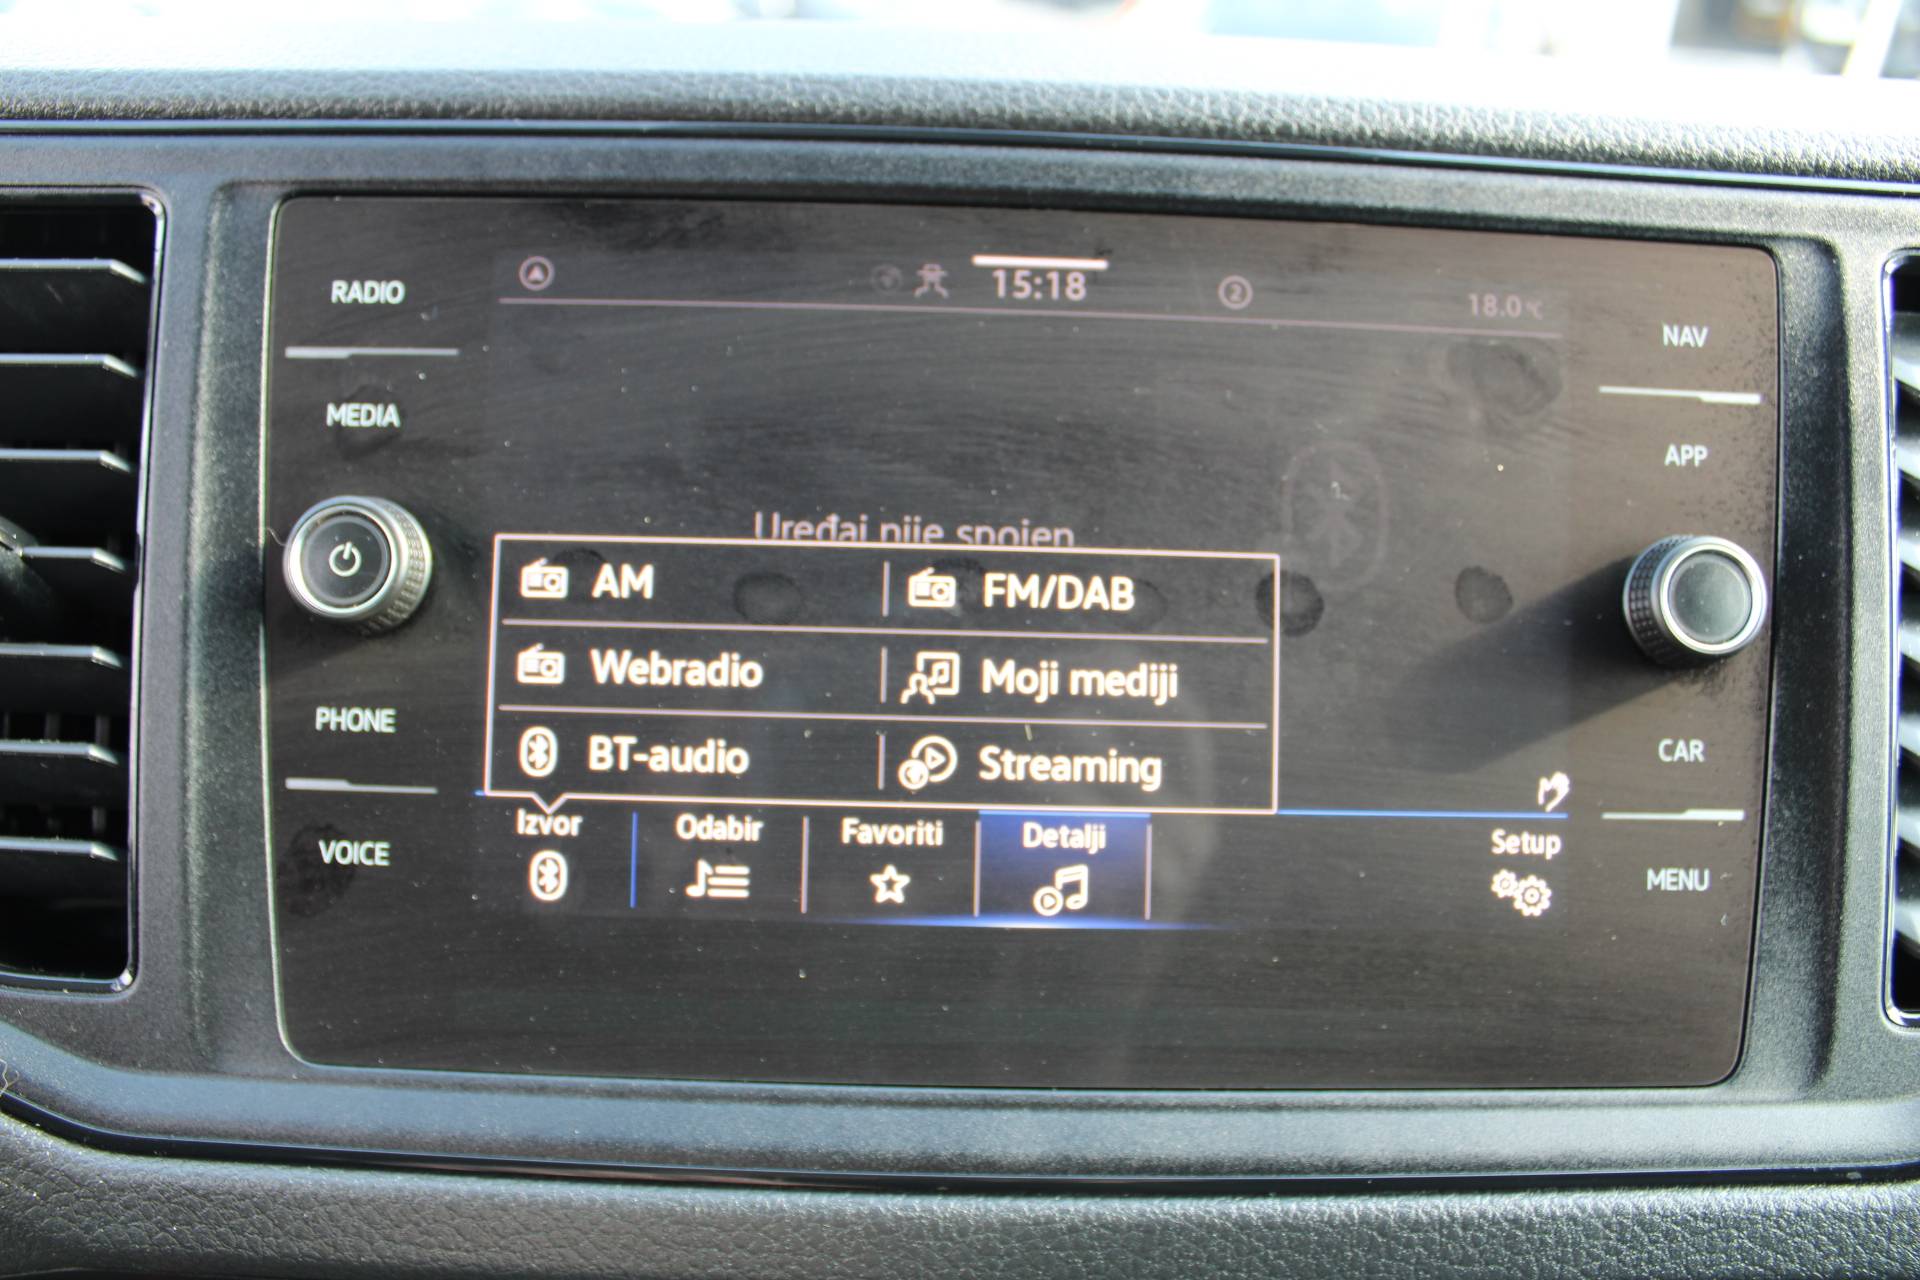 RADIO
MEDIA
PHONE
VOICE
15:18
2
18.0°C
Uređaj nije spojen
AM
FM/DAB
Webradio
Moji mediji
BT-audio
Streaming
Izvor
Odabir
Favoriti
Detalji
Setup
NAV
APP
CAR
MENU